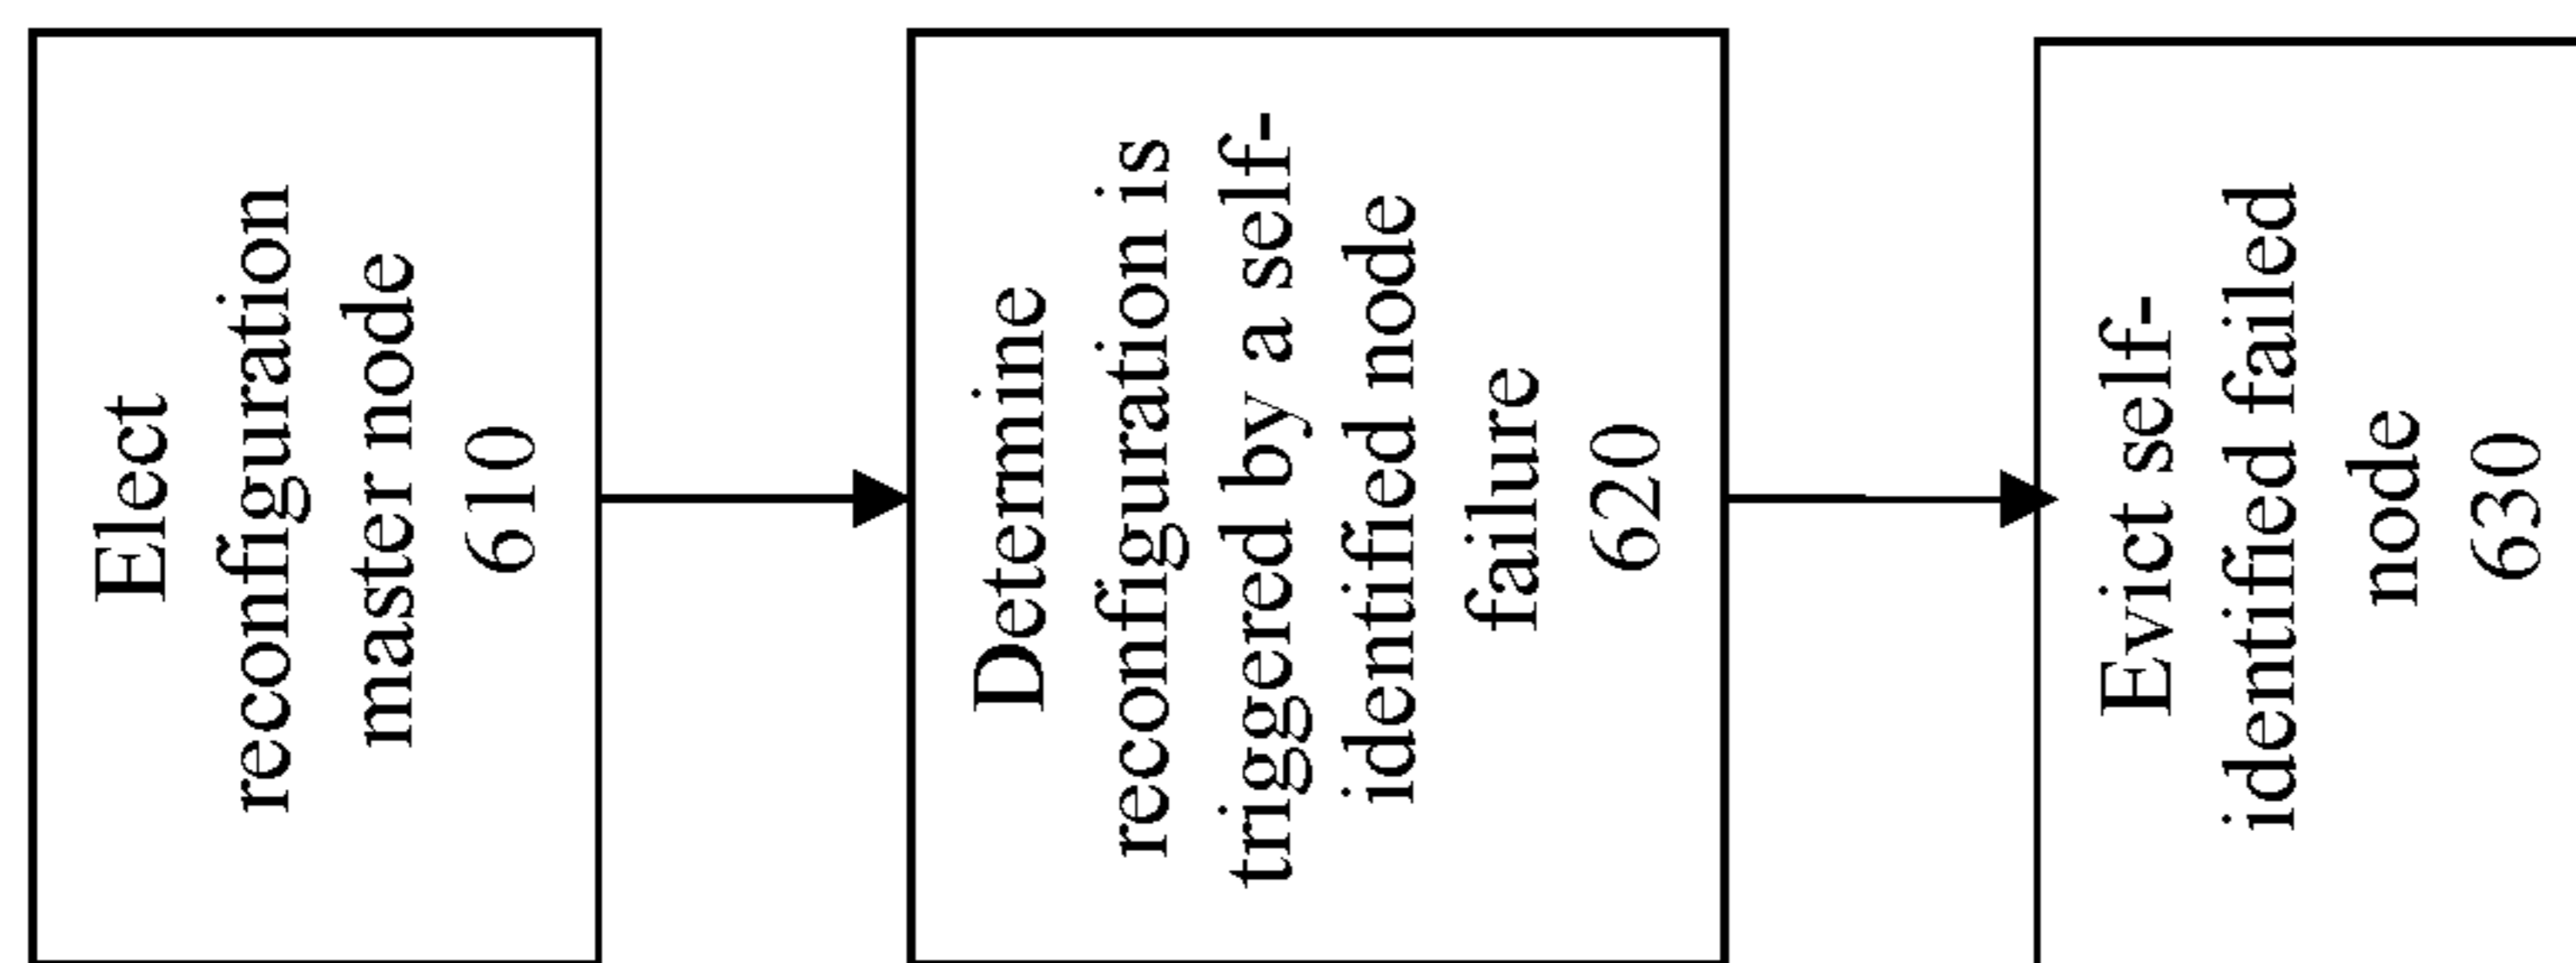 Elect
reconfiguration
master node
610
Determine
reconfiguration is
triggered by a self-
identified node
failure
620
Evict self-
identified failed
node
630